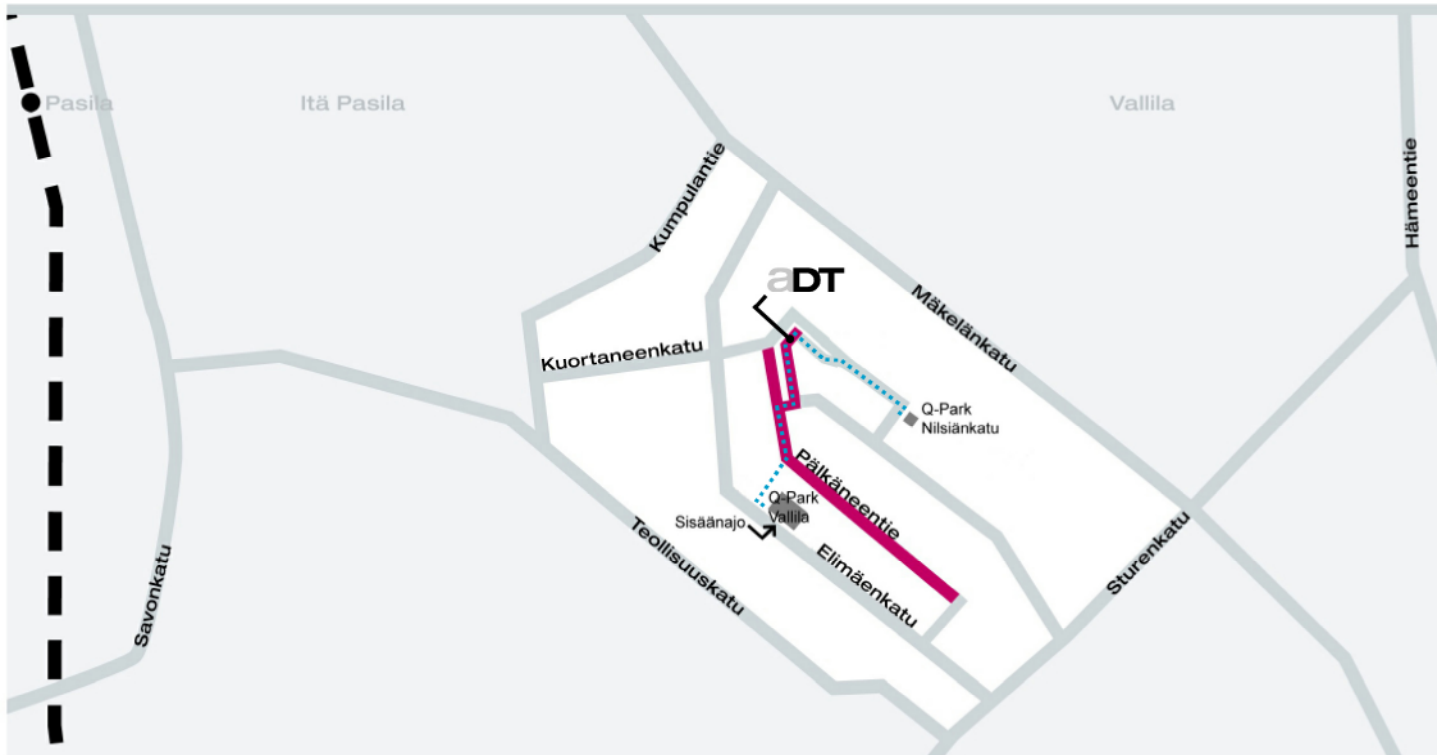 Pasila
Itä Pasila
Vallila
Kumpulantie
Hämeentie
aDT
Mäkelänkatu
Kuortaneenkatu
Q-Park
Nilsiänkatu
Pälkäneentie
Q-Park
Vallila
Sisäänajo
Teollisuuskatu
Elimäenkatu
Sturenkatu
Savonkatu